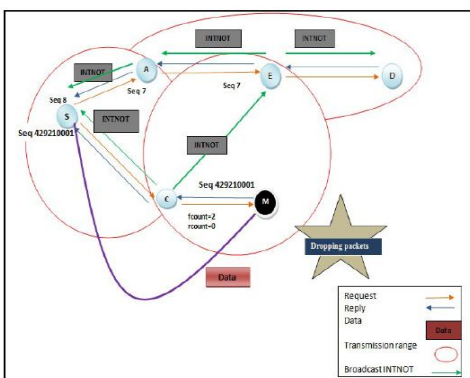 INTNOT
INTNOT
INTNOT
A
E
D
Seq 8
Seq 7
Seq 7
S
INTNOT
Seq 429210001
INTNOT
Seq 429210001
C
M
fcount=2
rcount=0
Dropping packets
Data
Request
Reply
Data
Data
Transmission range
Broadcast INTNOT